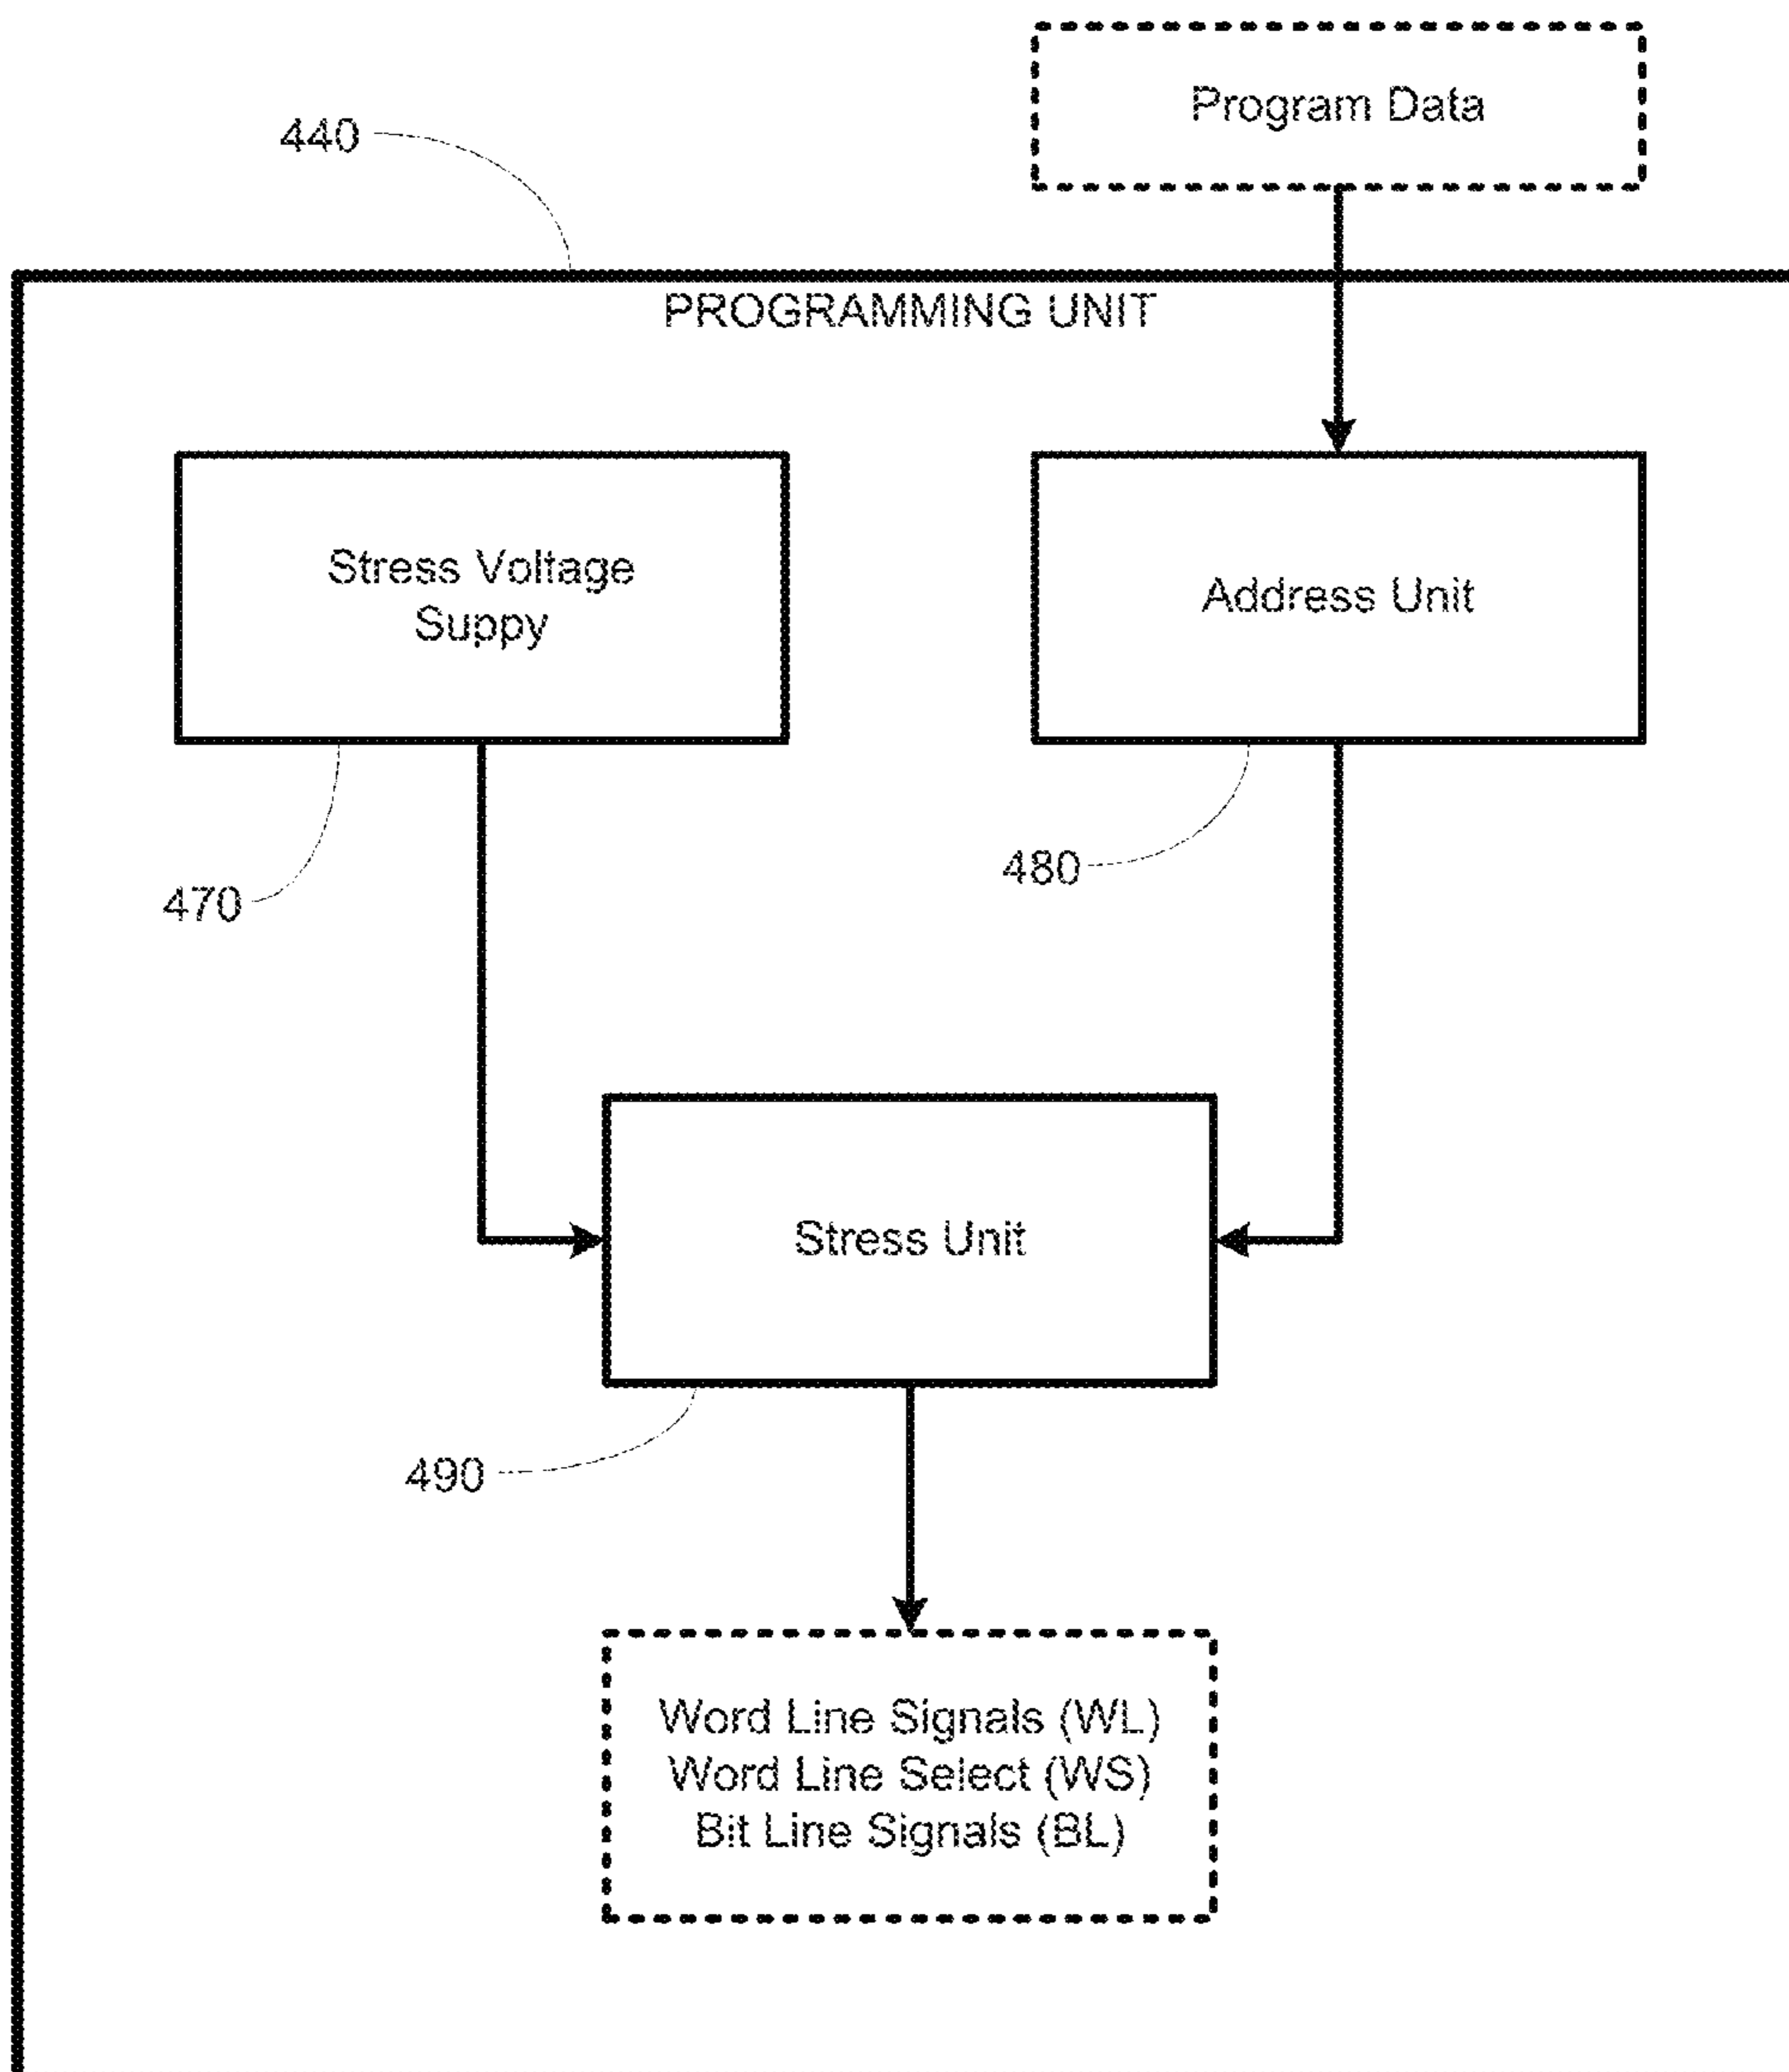 Program Data
440
PROGRAMMING UNIT
Stress Voltage
Suppy
Address Unit
470
480
Stress Unit
490
Word Line Signals (WL)
Word Line Select (WS)
Bit Line Signals (BL)